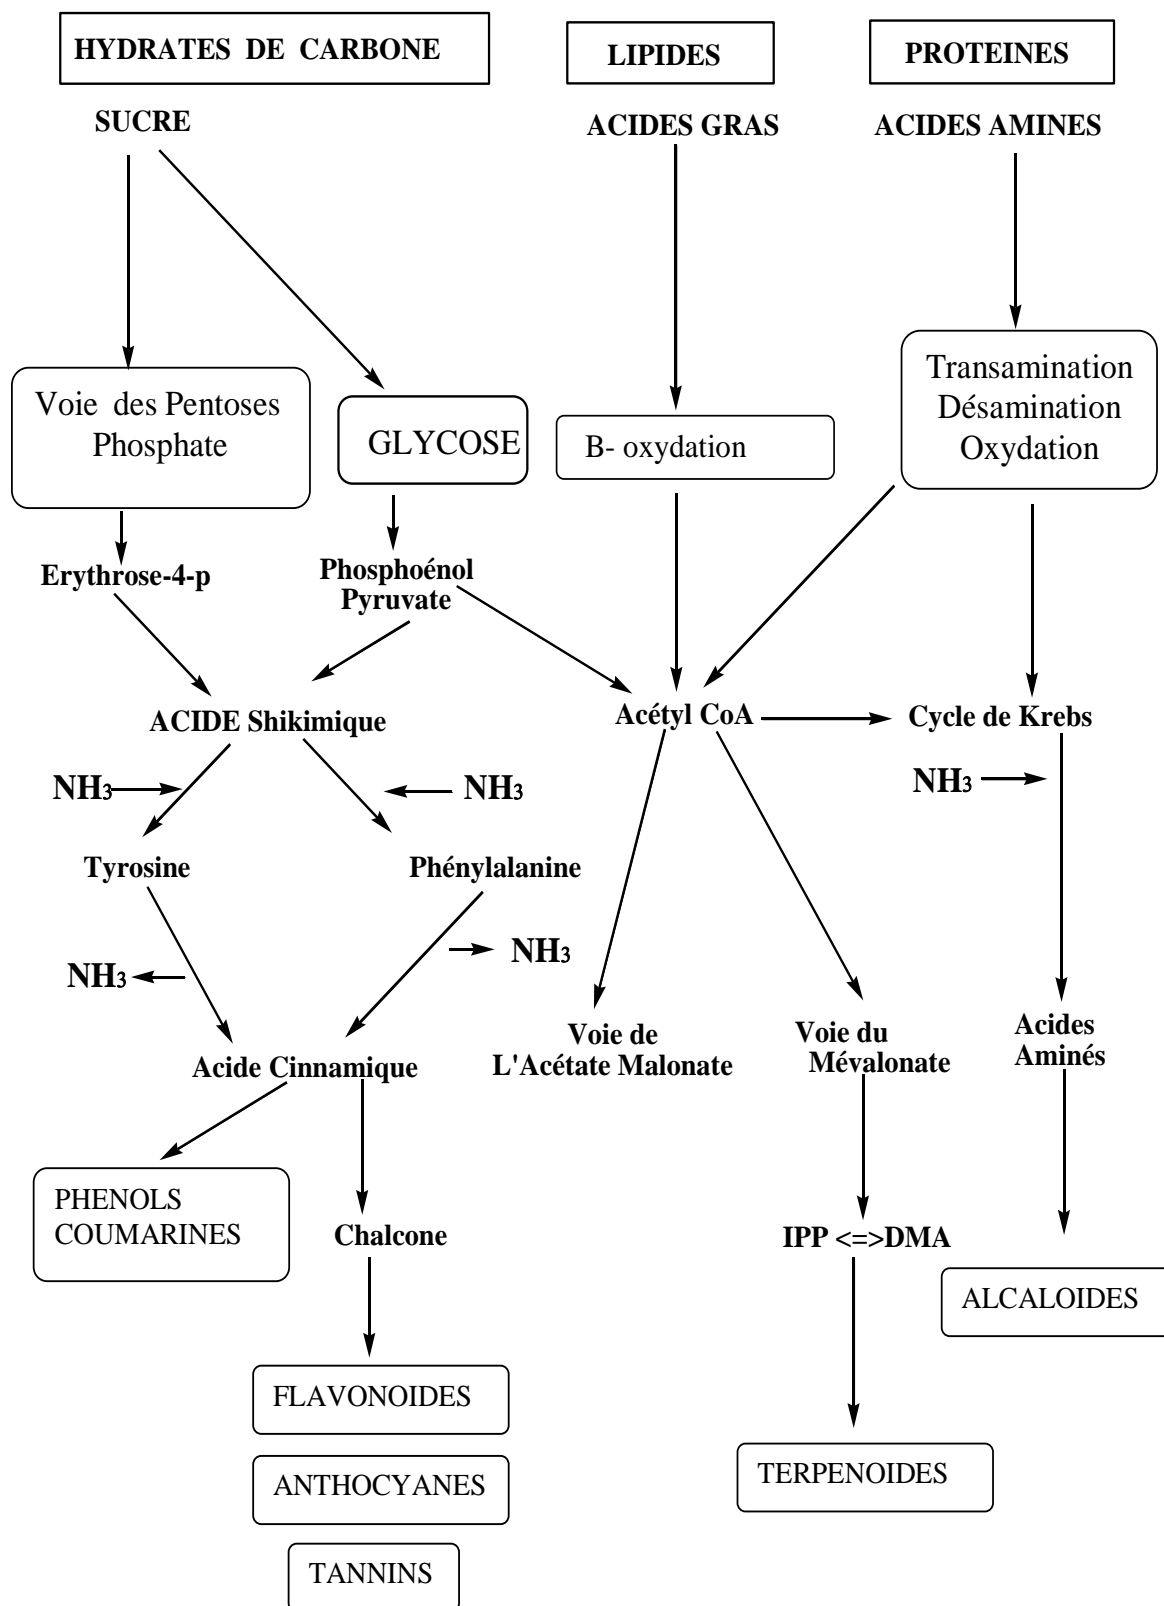 HYDRATES DE CARBONE
LIPIDES
PROTEINES
SUCRE
ACIDES GRAS
ACIDES AMINES
Voie des Pentoses
Phosphate
GLYCOSE
B- oxydation
Transamination
Désamination
Oxydation
Erythrose-4-p
Phosphoénol
Pyruvate
ACIDE Shikimique
Acétyl CoA
Cycle de Krebs
NH3
NH3
NH3
Tyrosine
Phénylalanine
NH3
NH3
Acide Cinnamique
Voie de
L'Acétate Malonate
Voie du
Mévalonate
Acides
Aminés
PHENOLS
COUMARINES
Chalcone
IPP <=>DMA
ALCALOIDES
FLAVONOIDES
ANTHOCYANES
TERPENOIDES
TANNINS